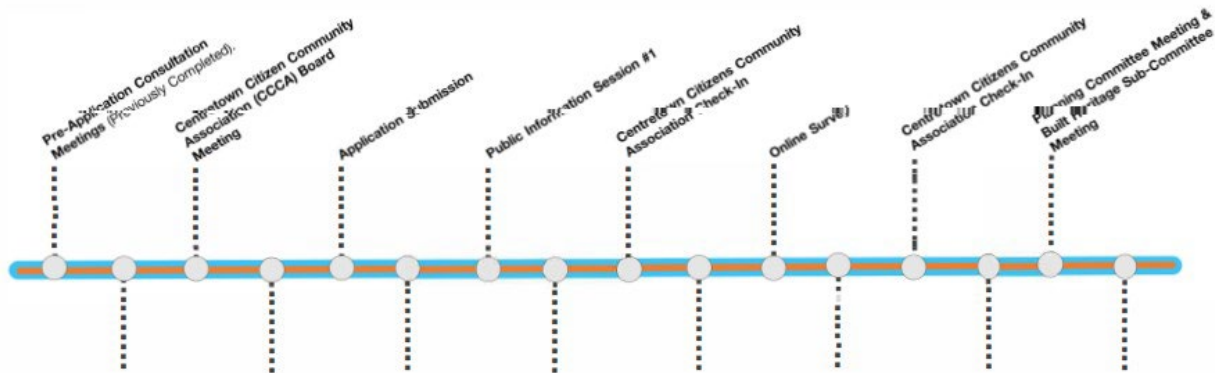 Pre-Application Consultation
Meetings (Previously Completed).
Centretown Citizen Community
Association (CCCA) Board
Meeting
Application Submission
Public Information Session #1
Centretown Citizens Community
Association Check-In
Online Survey
Centretown Citizens Community
Association Check-In
Planning Committee Meeting &
Built Heritage Sub-Committee
Meeting